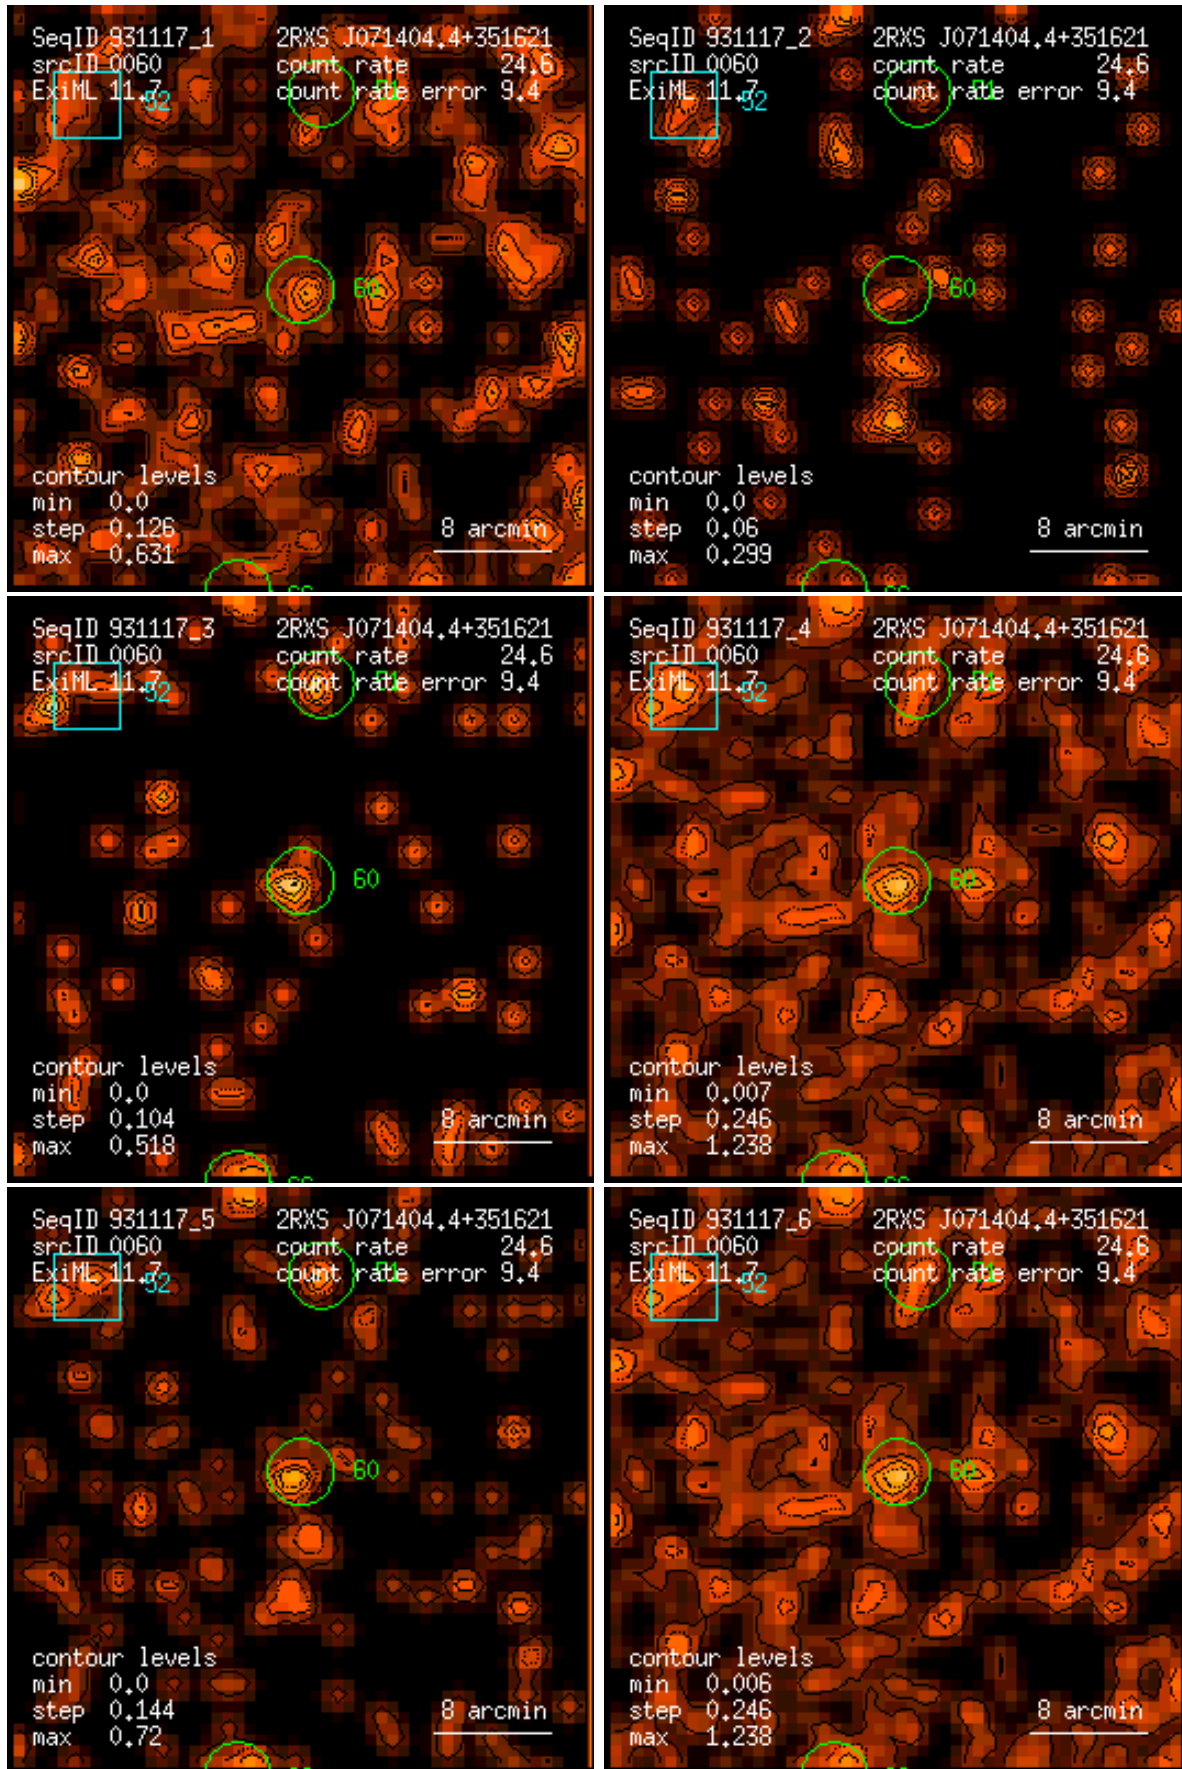 SeqID 931117_1 2RXS J071404.4+351621
srcID 0060 count rate 24.6
ExiML 11.7 count rate error 9.4
92
60
contour levels
min 0.0
step 0.126 8 arcmin
max 0.631
SeqID 931117_2 2RXS J071404.4+351621
srcID 0060 count rate 24.6
ExiML 11.7 count rate error 9.4
92
60
contour levels
min 0.0
step 0.06 8 arcmin
max 0.299
SeqID 931117_3 2RXS J071404.4+351621
srcID 0060 count rate 24.6
ExiML 11.7 count rate error 9.4
92
60
contour levels
min 0.0
step 0.104 8 arcmin
max 0.518
SeqID 931117_4 2RXS J071404.4+351621
srcID 0060 count rate 24.6
ExiML 11.7 count rate error 9.4
92
60
contour levels
min 0.007
step 0.246 8 arcmin
max 1.238
SeqID 931117_5 2RXS J071404.4+351621
srcID 0060 count rate 24.6
ExiML 11.7 count rate error 9.4
92
60
contour levels
min 0.0
step 0.144 8 arcmin
max 0.72
SeqID 931117_6 2RXS J071404.4+351621
srcID 0060 count rate 24.6
ExiML 11.7 count rate error 9.4
92
60
contour levels
min 0.006
step 0.246 8 arcmin
max 1.238